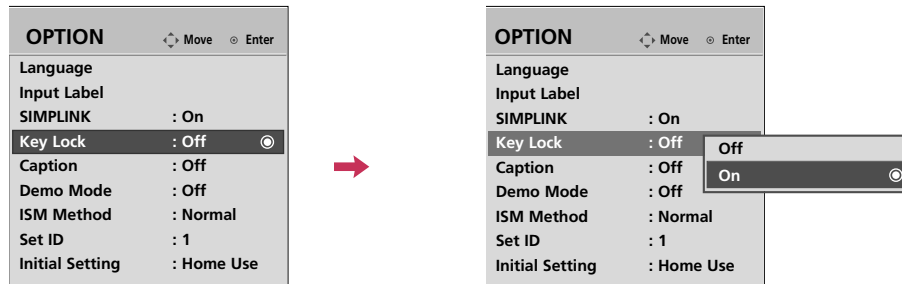 OPTION Move Enter
Language
Input Label
SIMPLINK : On
Key Lock : Off
Caption : Off
Demo Mode : Off
ISM Method : Normal
Set ID : 1
Initial Setting : Home Use
OPTION Move Enter
Language
Input Label
SIMPLINK : On
Key Lock : Off
Caption : Off
Demo Mode : Off
ISM Method : Normal
Set ID : 1
Initial Setting : Home Use
Off
On